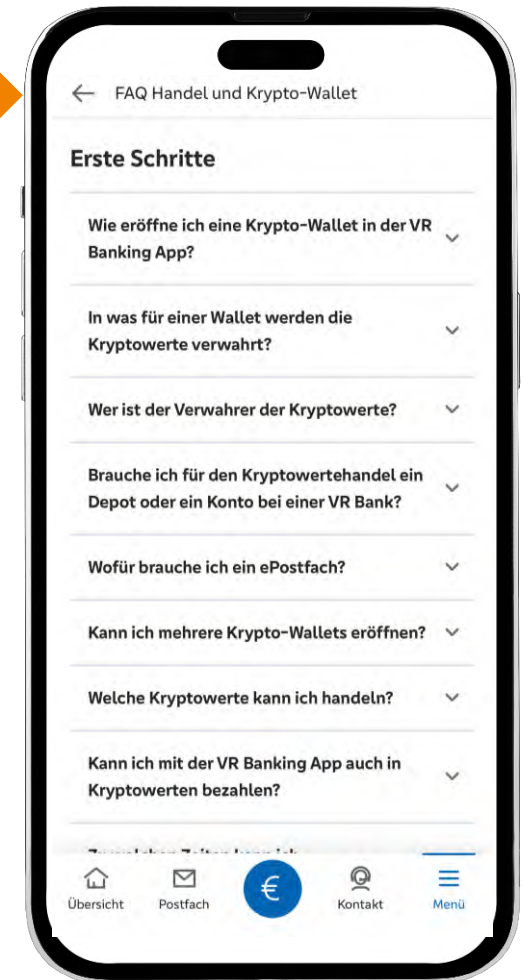 ← FAQ Handel und Krypto-Wallet
Erste Schritte
Wie eröffne ich eine Krypto-Wallet in der VR
Banking App?
In was für einer Wallet werden die
Kryptowerte verwahrt?
Wer ist der Verwahrer der Kryptowerte?
Brauche ich für den Kryptowertehandel ein
Depot oder ein Konto bei einer VR Bank?
Wofür brauche ich ein ePostfach?
Kann ich mehrere Krypto-Wallets eröffnen?
Welche Kryptowerte kann ich handeln?
Kann ich mit der VR Banking App auch in
Kryptowerten bezahlen?
€
Übersicht Postfach Kontakt Menü